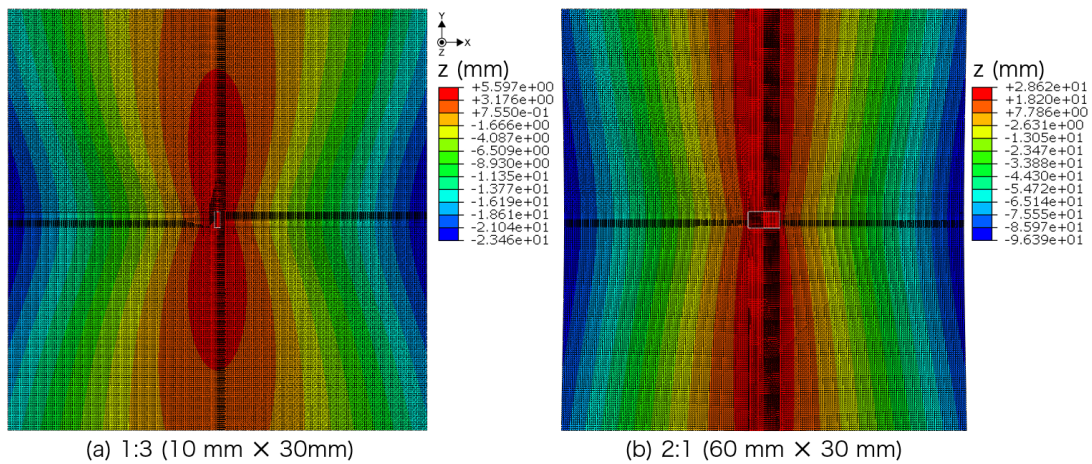 Y
X
Z
z (mm)
+5.597e+00
+3.176e+00
+7.550e-01
-1.666e+00
-4.087e+00
-6.509e+00
-8.930e+00
-1.135e+01
-1.377e+01
-1.619e+01
-1.861e+01
-2.104e+01
-2.346e+01
z (mm)
+2.862e+01
+1.820e+01
+7.786e+00
-2.631e+00
-1.305e+01
-2.347e+01
-3.388e+01
-4.430e+01
-5.472e+01
-6.514e+01
-7.555e+01
-8.597e+01
-9.639e+01
(a) 1:3 (10 mm × 30mm)
(b) 2:1 (60 mm × 30 mm)